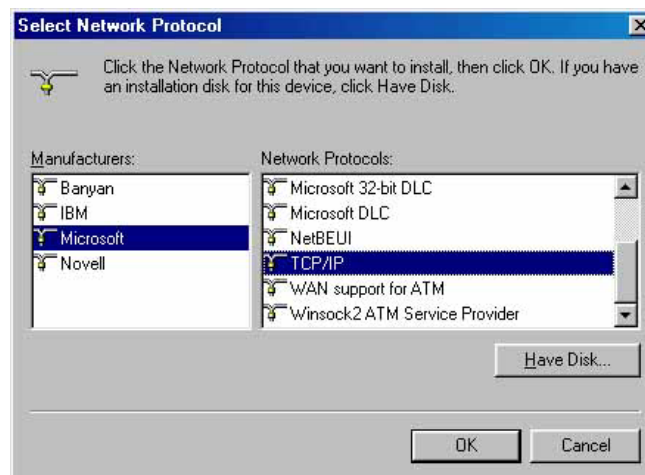 Select Network Protocol
Click the Network Protocol that you want to install, then click OK. If you have
an installation disk for this device, click Have Disk.
Manufacturers:
Banyan
IBM
Microsoft
Novell
Network Protocols:
Microsoft 32-bit DLC
Microsoft DLC
NetBEUI
TCP/IP
WAN support for ATM
Winsock2 ATM Service Provider
Have Disk...
OK
Cancel